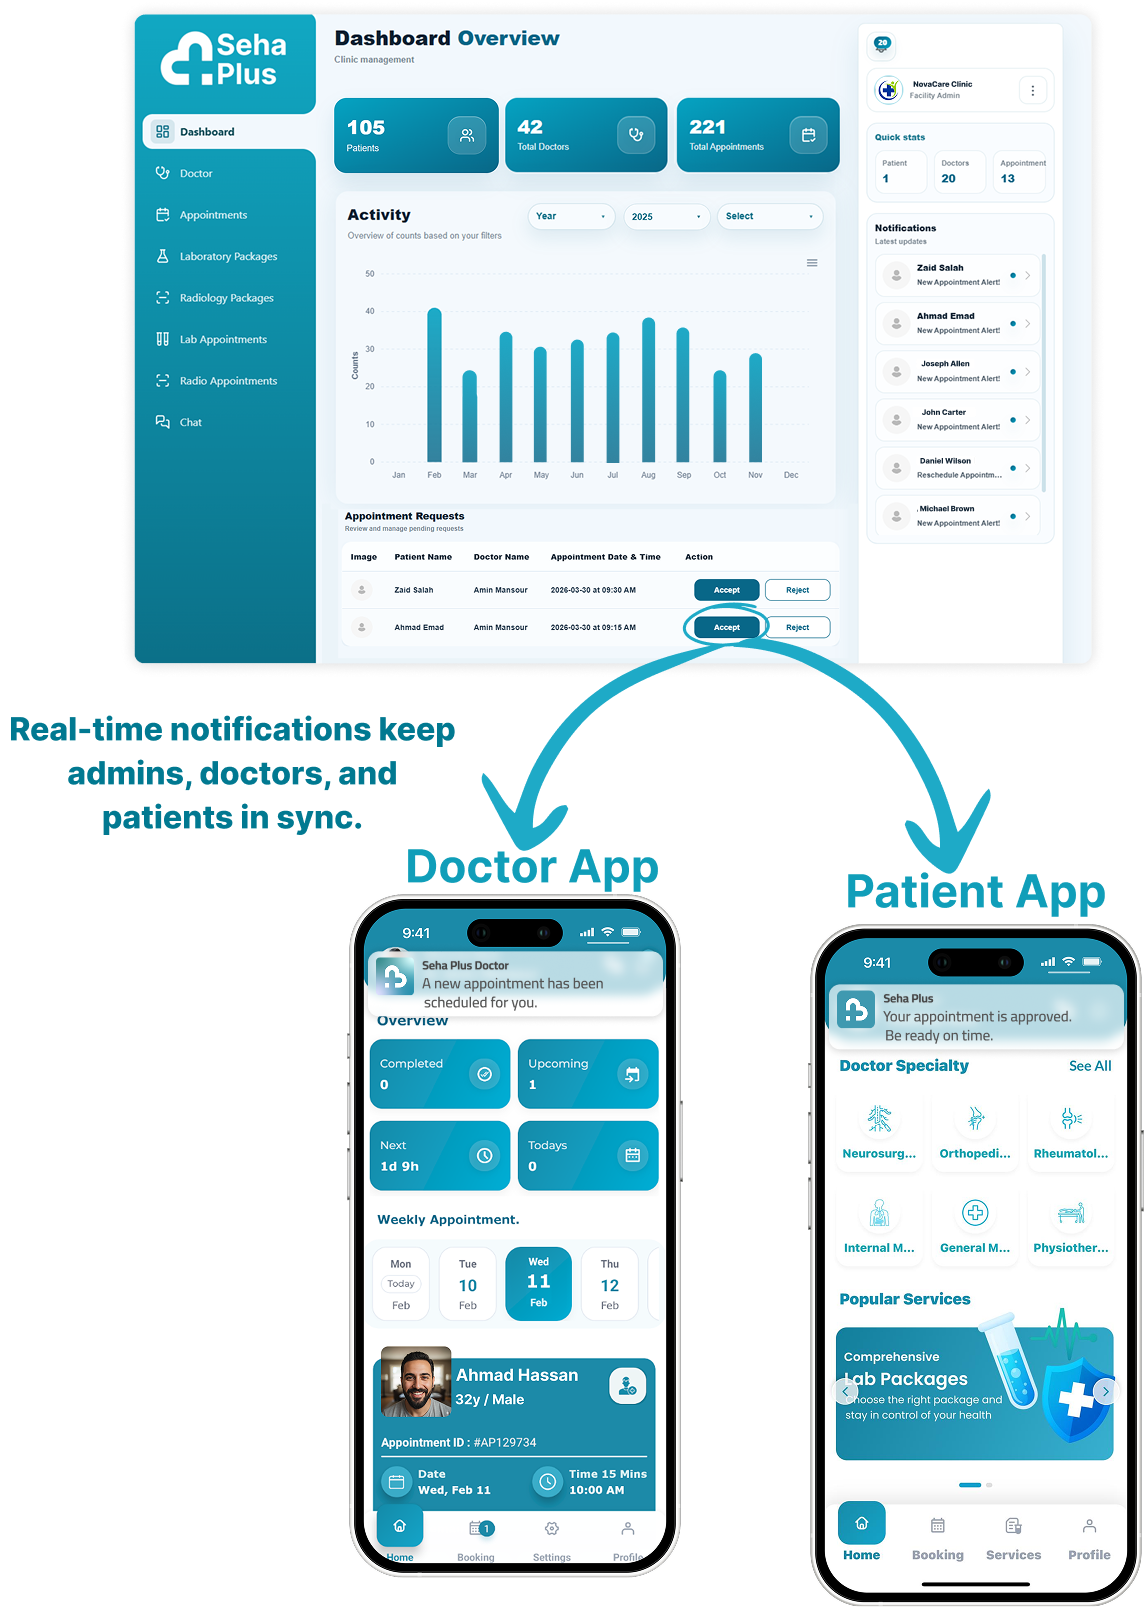 Seha
Plus
Dashboard
Doctor
Appointments
Laboratory Packages
Radiology Packages
Lab Appointments
Radio Appointments
Chat
Dashboard Overview
Clinic management
105
Patients
42
Total Doctors
221
Total Appointments
Activity
Overview of counts based on your filters
Year
2025
Select
50
40
30
20
10
0
Counts
Jan Feb Mar Apr May Jun Jul Aug Sep Oct Nov Dec
Appointment Requests
Review and manage pending requests
Image Patient Name Doctor Name Appointment Date & Time Action
Zaid Salah Amin Mansour 2026-03-30 at 09:30 AM Accept Reject
Ahmad Emad Amin Mansour 2026-03-30 at 09:15 AM Accept Reject
20
NovaCare Clinic
Facility Admin
Quick stats
Patient
1
Doctors
20
Appointment
13
Notifications
Latest updates
Zaid Salah
New Appointment Alert!
Ahmad Emad
New Appointment Alert!
Joseph Allen
New Appointment Alert!
John Carter
New Appointment Alert!
Daniel Wilson
Reschedule Appointm...
. Michael Brown
New Appointment Alert!
Real-time notifications keep
admins, doctors, and
patients in sync.
Doctor App
9:41
Seha Plus Doctor
A new appointment has been
scheduled for you.
Overview
Completed
0
Upcoming
1
Next
1d 9h
Todays
0
Weekly Appointment.
Mon
Today
Feb
Tue
10
Feb
Wed
11
Feb
Thu
12
Feb
Ahmad Hassan
32y / Male
Appointment ID : #AP129734
Date
Wed, Feb 11
Time 15 Mins
10:00 AM
1
Home Booking Settings Profile
Patient App
9:41
Seha Plus
Your appointment is approved.
Be ready on time.
Doctor Specialty See All
Neurosurg... Orthopedi... Rheumatol...
Internal M... General M... Physiother...
Popular Services
Comprehensive
Lab Packages
Choose the right package and
stay in control of your health
Home Booking Services Profile